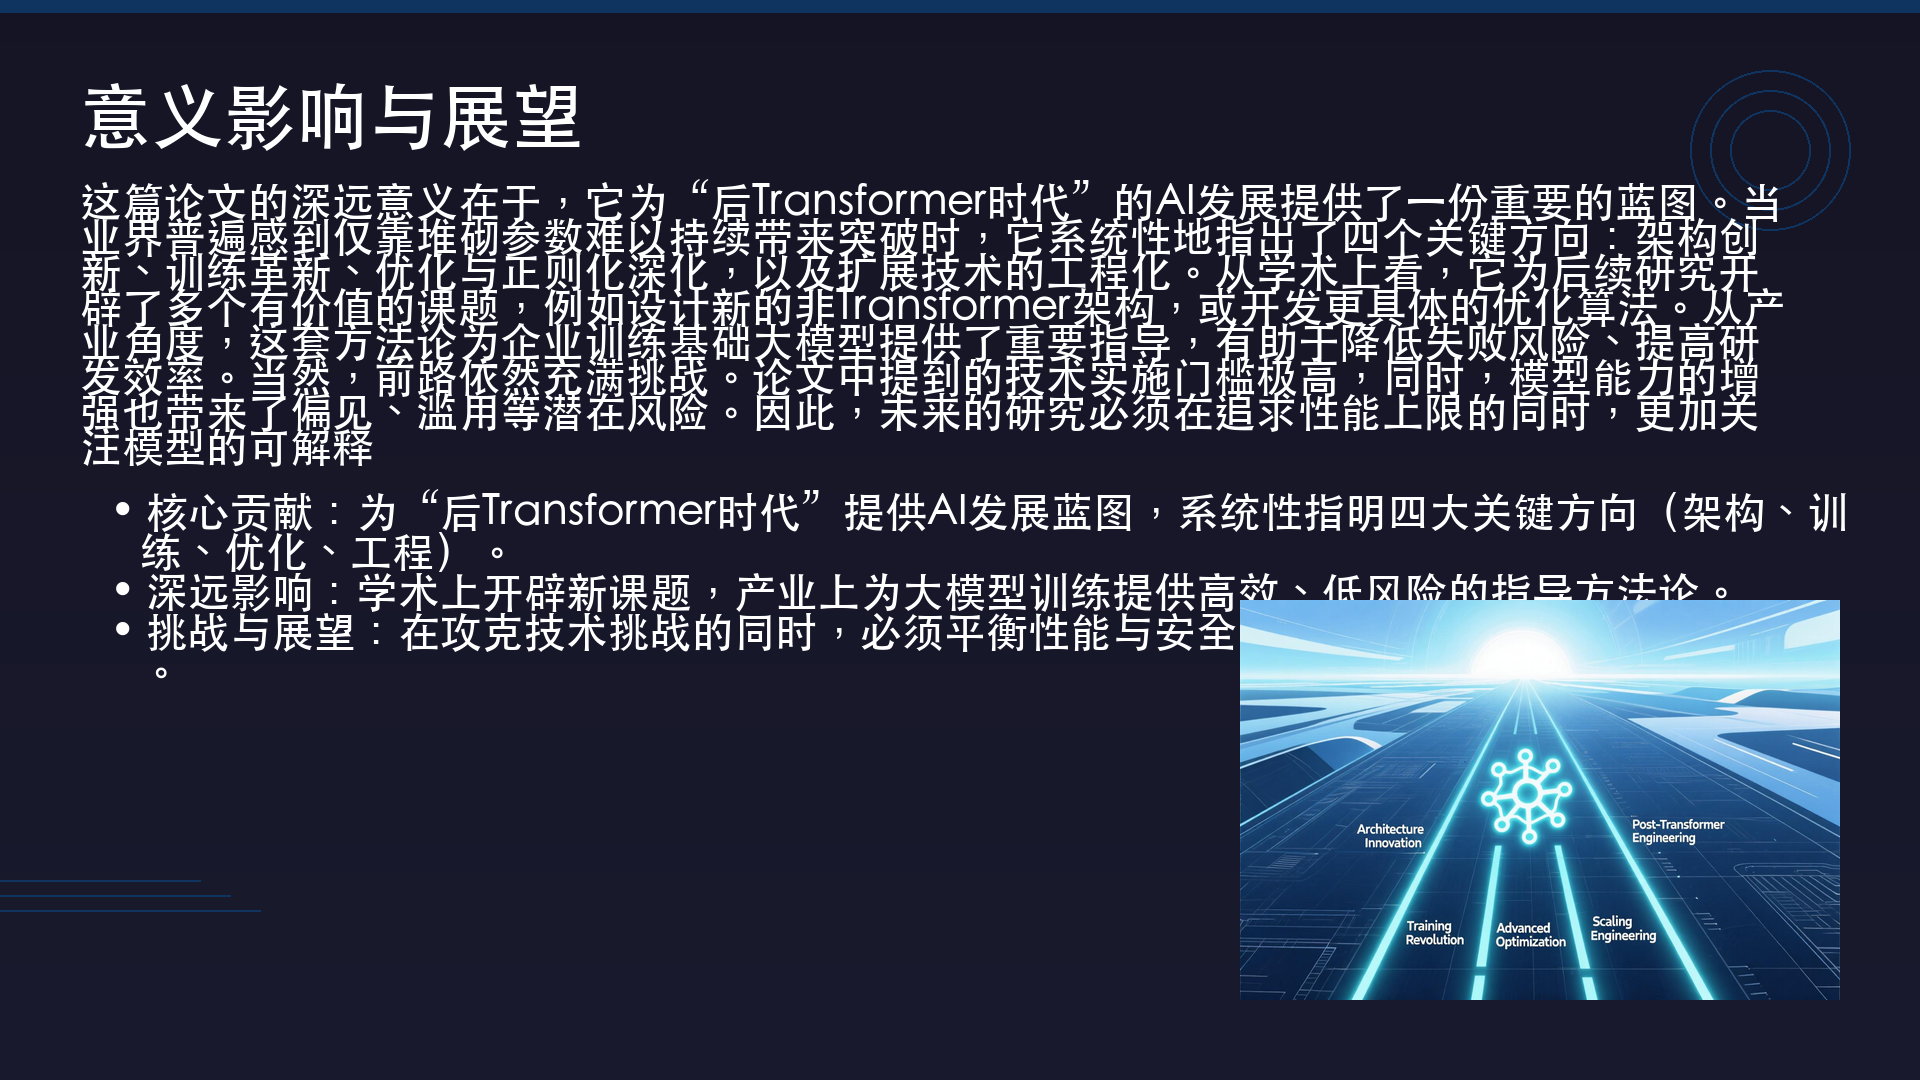 意义影响与展望
这篇论文的深远意义在于，它为“后Transformer时代”的AI发展提供了一份重要的蓝图。当
业界普遍感到仅靠堆砌参数难以持续带来突破时，它系统性地指出了四个关键方向：架构创
新、训练革新、优化与正则化深化，以及扩展技术的工程化。从学术上看，它为后续研究开
辟了多个有价值的课题，例如设计新的非Transformer架构，或开发更具体的优化算法。从产
业角度，这套方法论为企业训练基础大模型提供了重要指导，有助于降低失败风险、提高研
发效率。当然，前路依然充满挑战。论文中提到的技术实施门槛极高，同时，模型能力的增
强也带来了偏见、滥用等潜在风险。因此，未来的研究必须在追求性能上限的同时，更加关
注模型的可解释
• 核心贡献：为“后Transformer时代”提供AI发展蓝图，系统性指明四大关键方向（架构、训
练、优化、工程）。
• 深远影响：学术上开辟新课题，产业上为大模型训练提供高效、低风险的指导方法论。
• 挑战与展望：在攻克技术挑战的同时，必须平衡性能与安全
。
Architecture
Innovation
Post-Transformer
Engineering
Training
Revolution
Advanced
Optimization
Scaling
Engineering